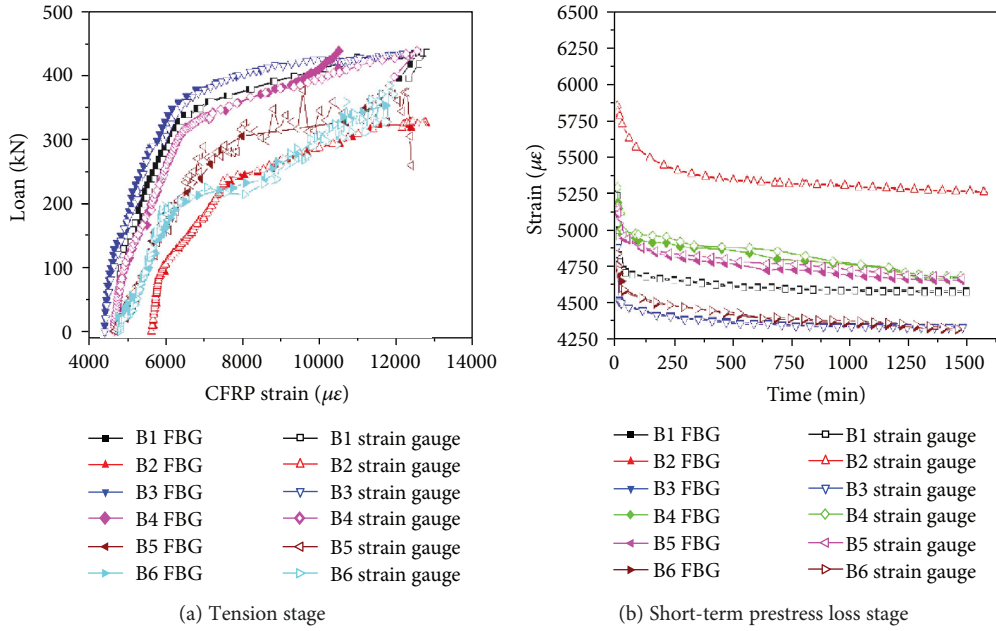 500
450
400
300
200
100
0
4000
6000
8000
10000
12000
14000
Loan (kN)
CFRP strain (με)
B1 FBG
B2 FBG
B3 FBG
B4 FBG
B5 FBG
B6 FBG
B1 strain gauge
B2 strain gauge
B3 strain gauge
B4 strain gauge
B5 strain gauge
B6 strain gauge
(a) Tension stage
6500
6250
5750
5500
5250
5000
4750
4500
4250
0
250
500
750
1000
1250
1500
Strain (με)
Time (min)
B1 FBG
B2 FBG
B3 FBG
B4 FBG
B5 FBG
B6 FBG
B1 strain gauge
B2 strain gauge
B3 strain gauge
B4 strain gauge
B5 strain gauge
B6 strain gauge
(b) Short-term prestress loss stage